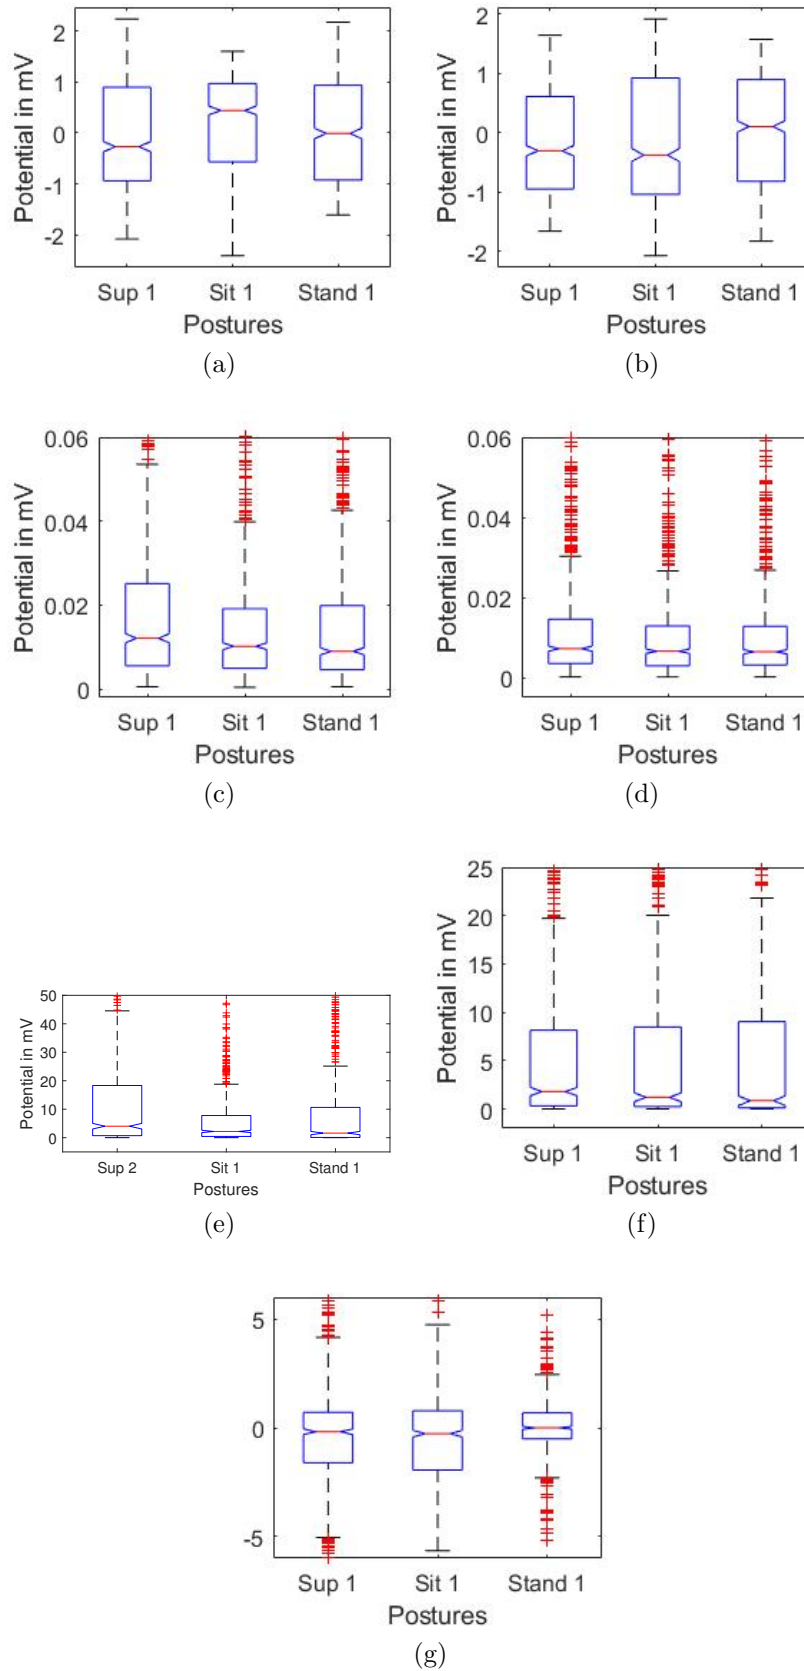 2
1
0
-1
-2
Potential in mV
Sup 1 Sit 1 Stand 1
Postures
(a)
2
1
0
-1
-2
Potential in mV
Sup 1 Sit 1 Stand 1
Postures
(b)
0.06
0.04
0.02
0
Potential in mV
Sup 1 Sit 1 Stand 1
Postures
(c)
0.06
0.04
0.02
0
Potential in mV
Sup 1 Sit 1 Stand 1
Postures
(d)
50
40
30
20
10
0
Potential in mV
Sup 2 Sit 1 Stand 1
Postures
(e)
25
20
15
10
5
0
Potential in mV
Sup 1 Sit 1 Stand 1
Postures
(f)
5
0
-5
Sup 1 Sit 1 Stand 1
Postures
(g)